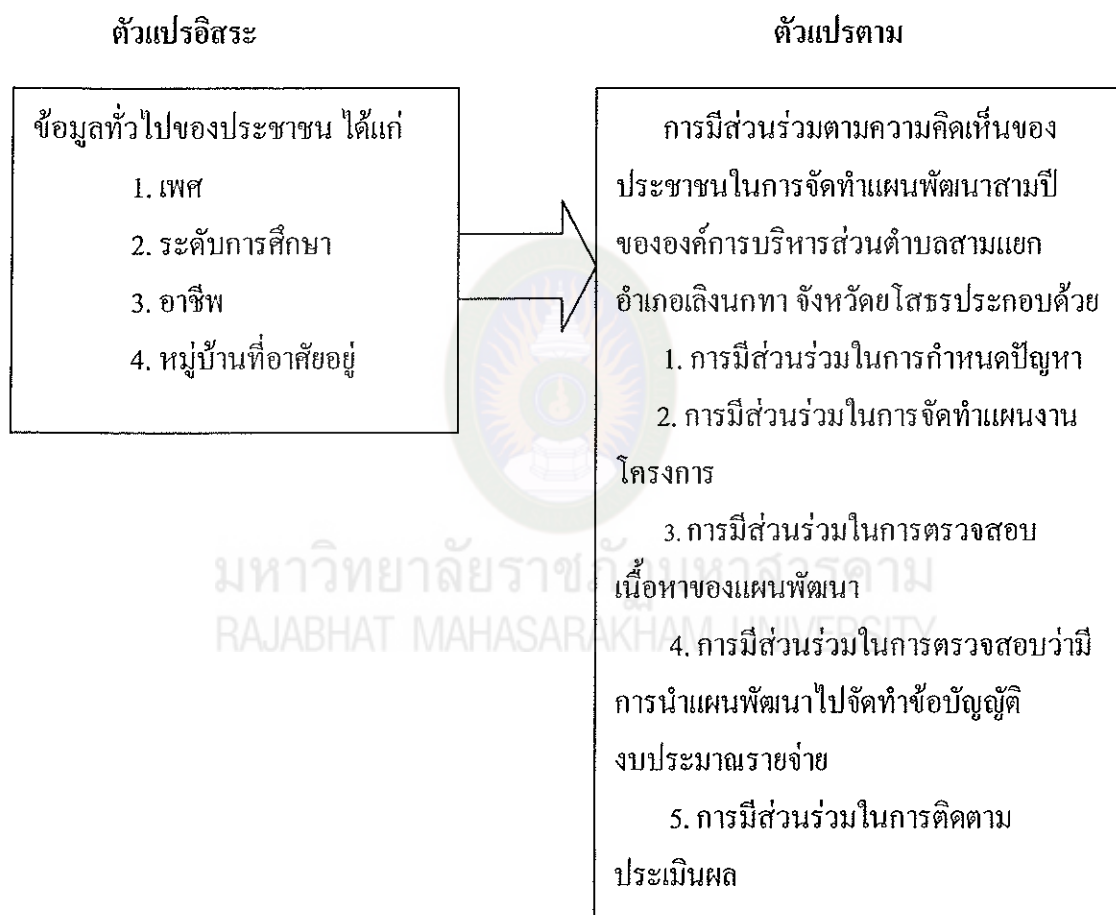 ตัวแปรอิสระ
ตัวแปรตาม
ข้อมูลทั่วไปของประชาชน ได้แก่
1. เพศ
2. ระดับการศึกษา
3. อาชีพ
4. หมู่บ้านที่อาศัยอยู่
การมีส่วนร่วมตามความคิดเห็นของ
ประชาชนในการจัดทำแผนพัฒนาสามปี
ขององค์การบริหารส่วนตำบลสามแยก
อำเภอเลิงนกทา จังหวัดยโสธรประกอบด้วย
1. การมีส่วนร่วมในการกำหนดปัญหา
2. การมีส่วนร่วมในการจัดทำแผนงาน
โครงการ
3. การมีส่วนร่วมในการตรวจสอบ
เนื้อหาของแผนพัฒนา
4. การมีส่วนร่วมในการตรวจสอบว่ามี
การนำแผนพัฒนาไปจัดทำข้อบัญญัติ
งบประมาณรายจ่าย
5. การมีส่วนร่วมในการติดตาม
ประเมินผล
มหาวิทยาลัยราชภัฏมหาสารคาม
RAJABHAT MAHASARAKHAM UNIVERSITY